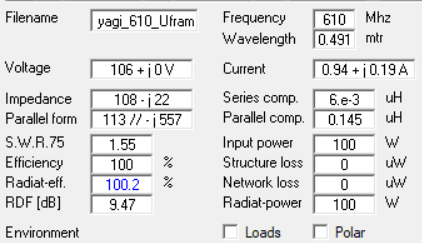 Filename yagi_610_Ufram Frequency 610 Mhz
Wavelength 0.491 mtr
Voltage 106 + j 0 V Current 0.94 + j 0.19 A
Impedance 108 - j 22 Series comp. 6.e-3 uH
Parallel form 113 // - j 557 Parallel comp. 0.145 uH
S.W.R.75 1.55 Input power 100 W
Efficiency 100 % Structure loss 0 uW
Radiat-eff. 100.2 % Network loss 0 uW
RDF [dB] 9.47 Radiat-power 100 W
Environment Loads Polar